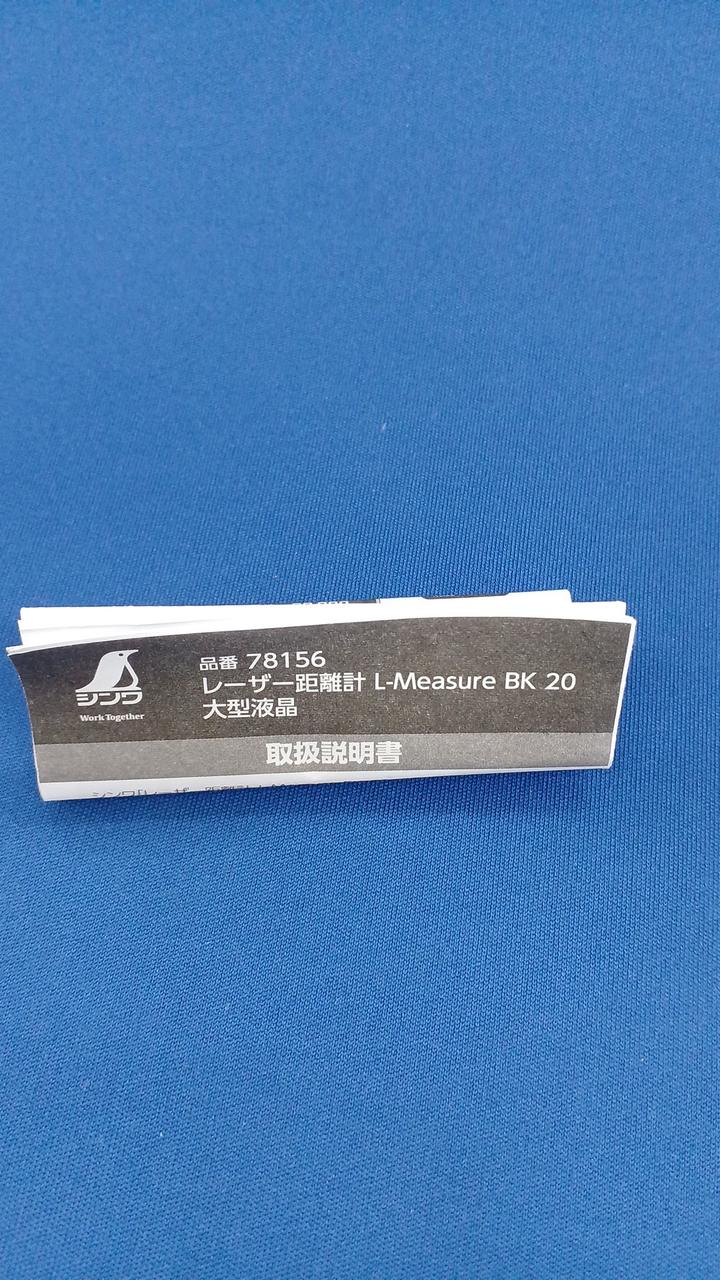 シンワ
Work Together
品番 78156
レーザー距離計 L-Measure BK 20
大型液晶
取扱説明書